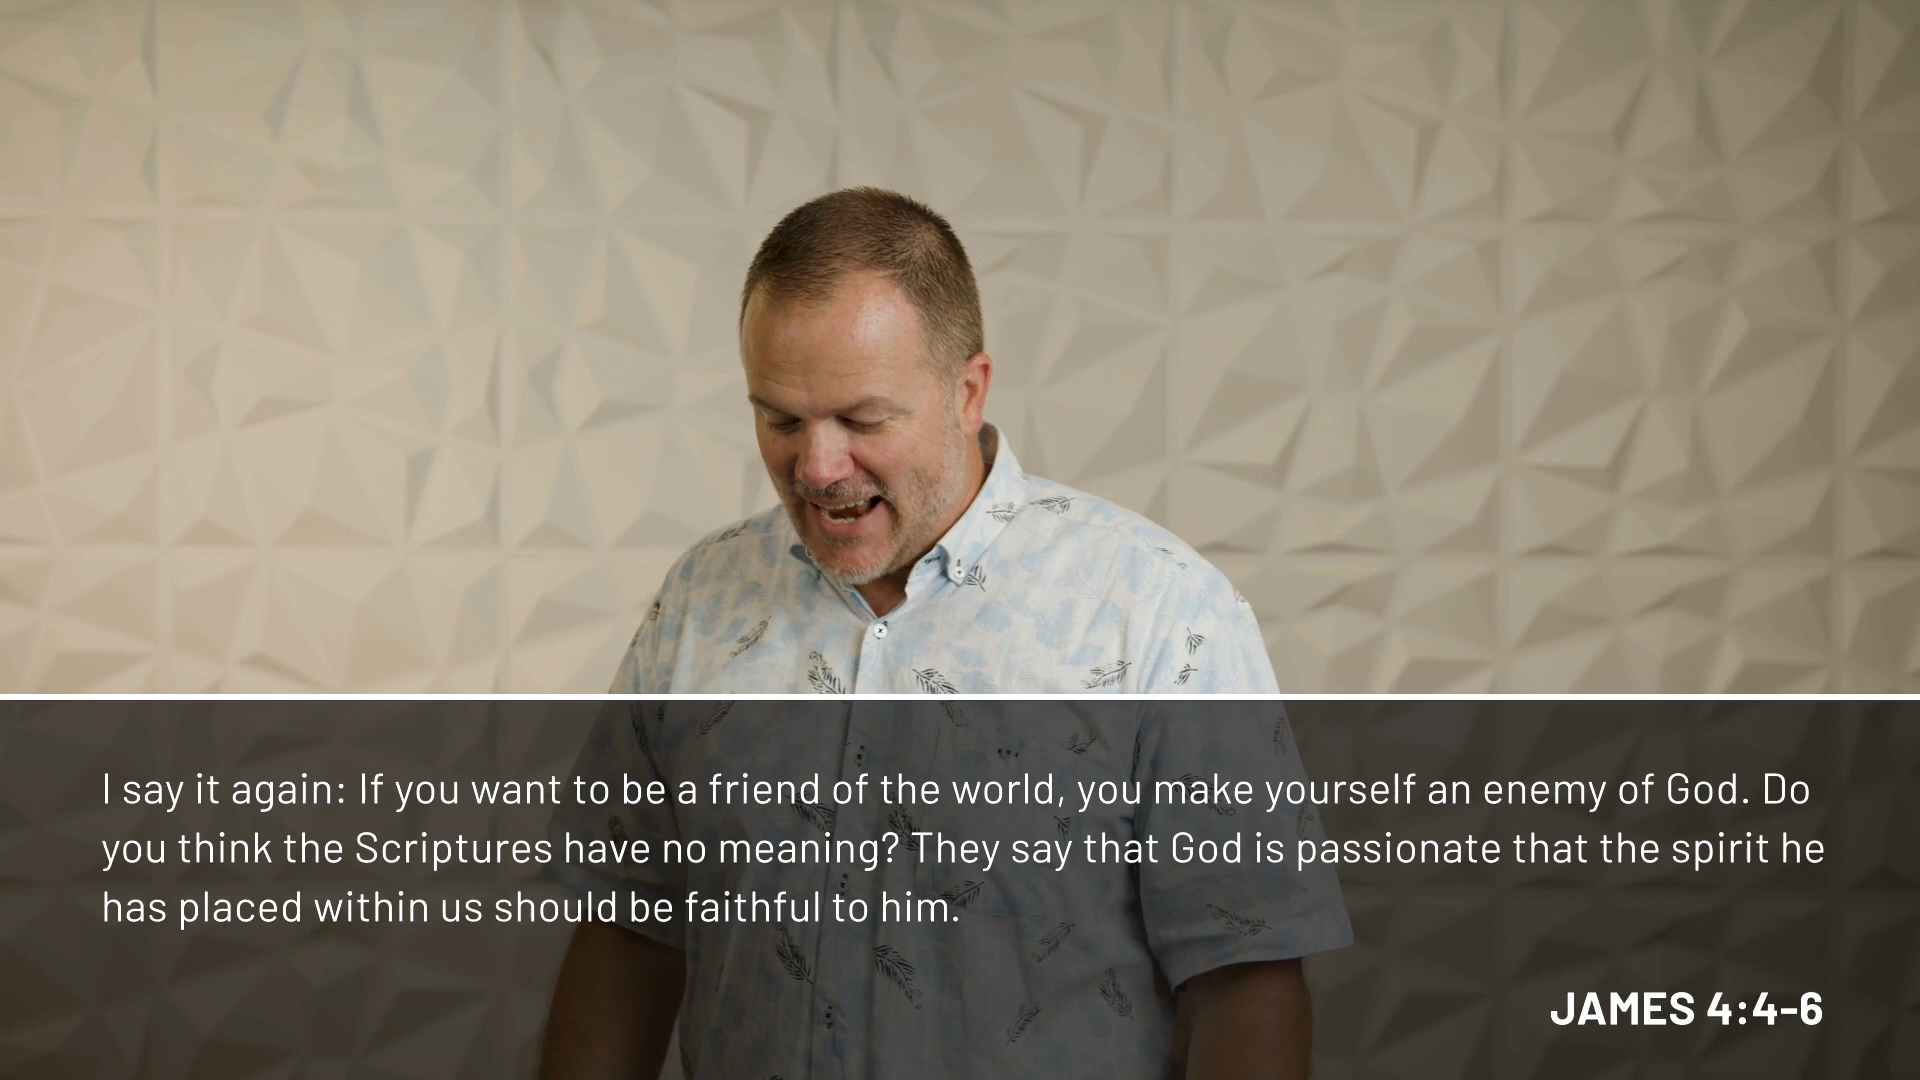 I say it again: If you want to be a friend of the world, you make yourself an enemy of God. Do
you think the Scriptures have no meaning? They say that God is passionate that the spirit he
has placed within us should be faithful to him.
JAMES 4:4-6